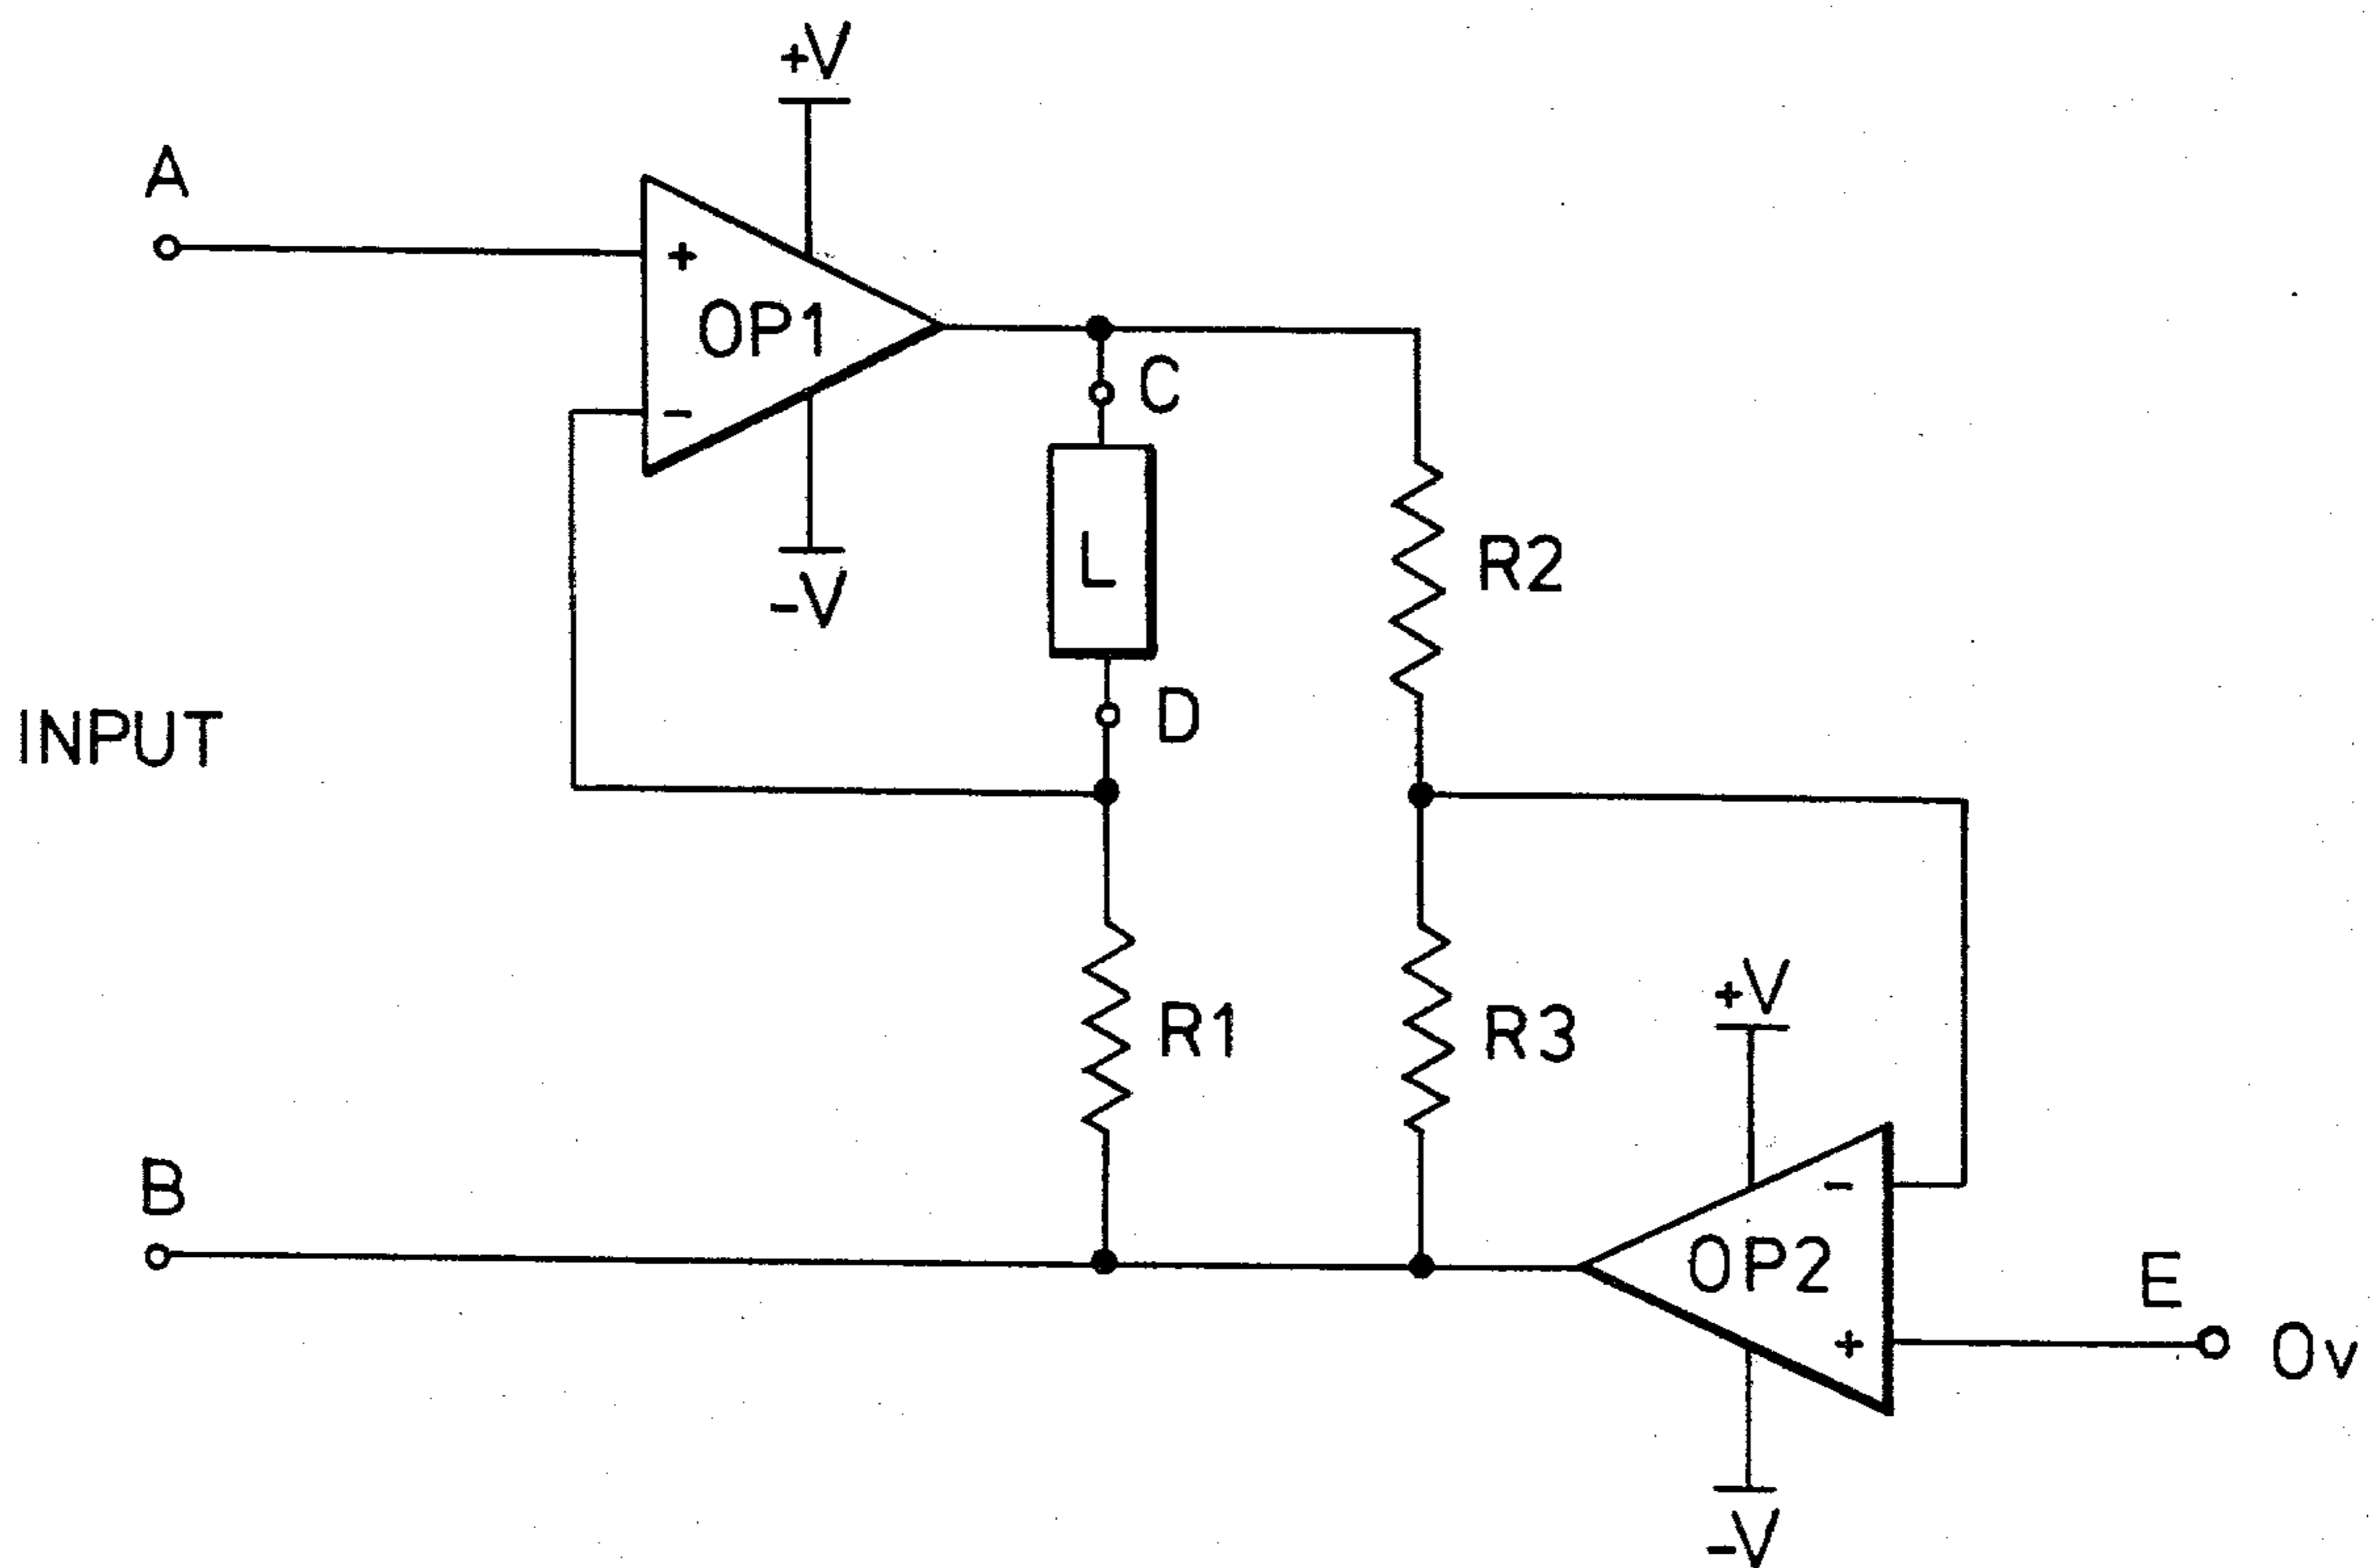 +V
A
+
OP1
-
-V
C
L
D
R2
INPUT
R1
R3
+V
B
-
OP2
+
E
0v
-V